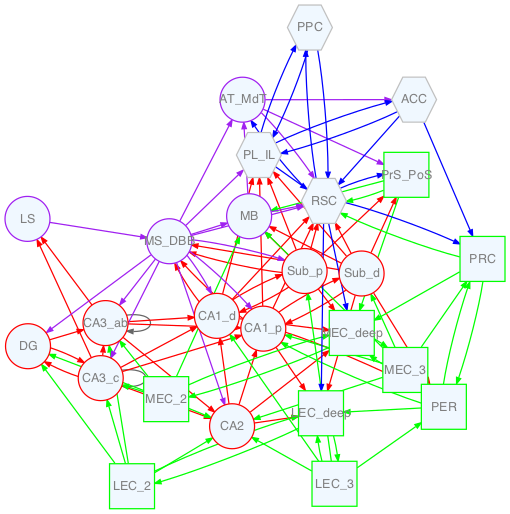 PPC
AT_MdT
ACC
PL_IL
PrS_PoS
RSC
LS
MB
MS_DBB
PRC
Sub_p
Sub_d
CA3_ab
CA1_d
CA1_p
MEC_deep
DG
CA3_c
MEC_3
MEC_2
PER
LEC_deep
CA2
LEC_2
LEC_3